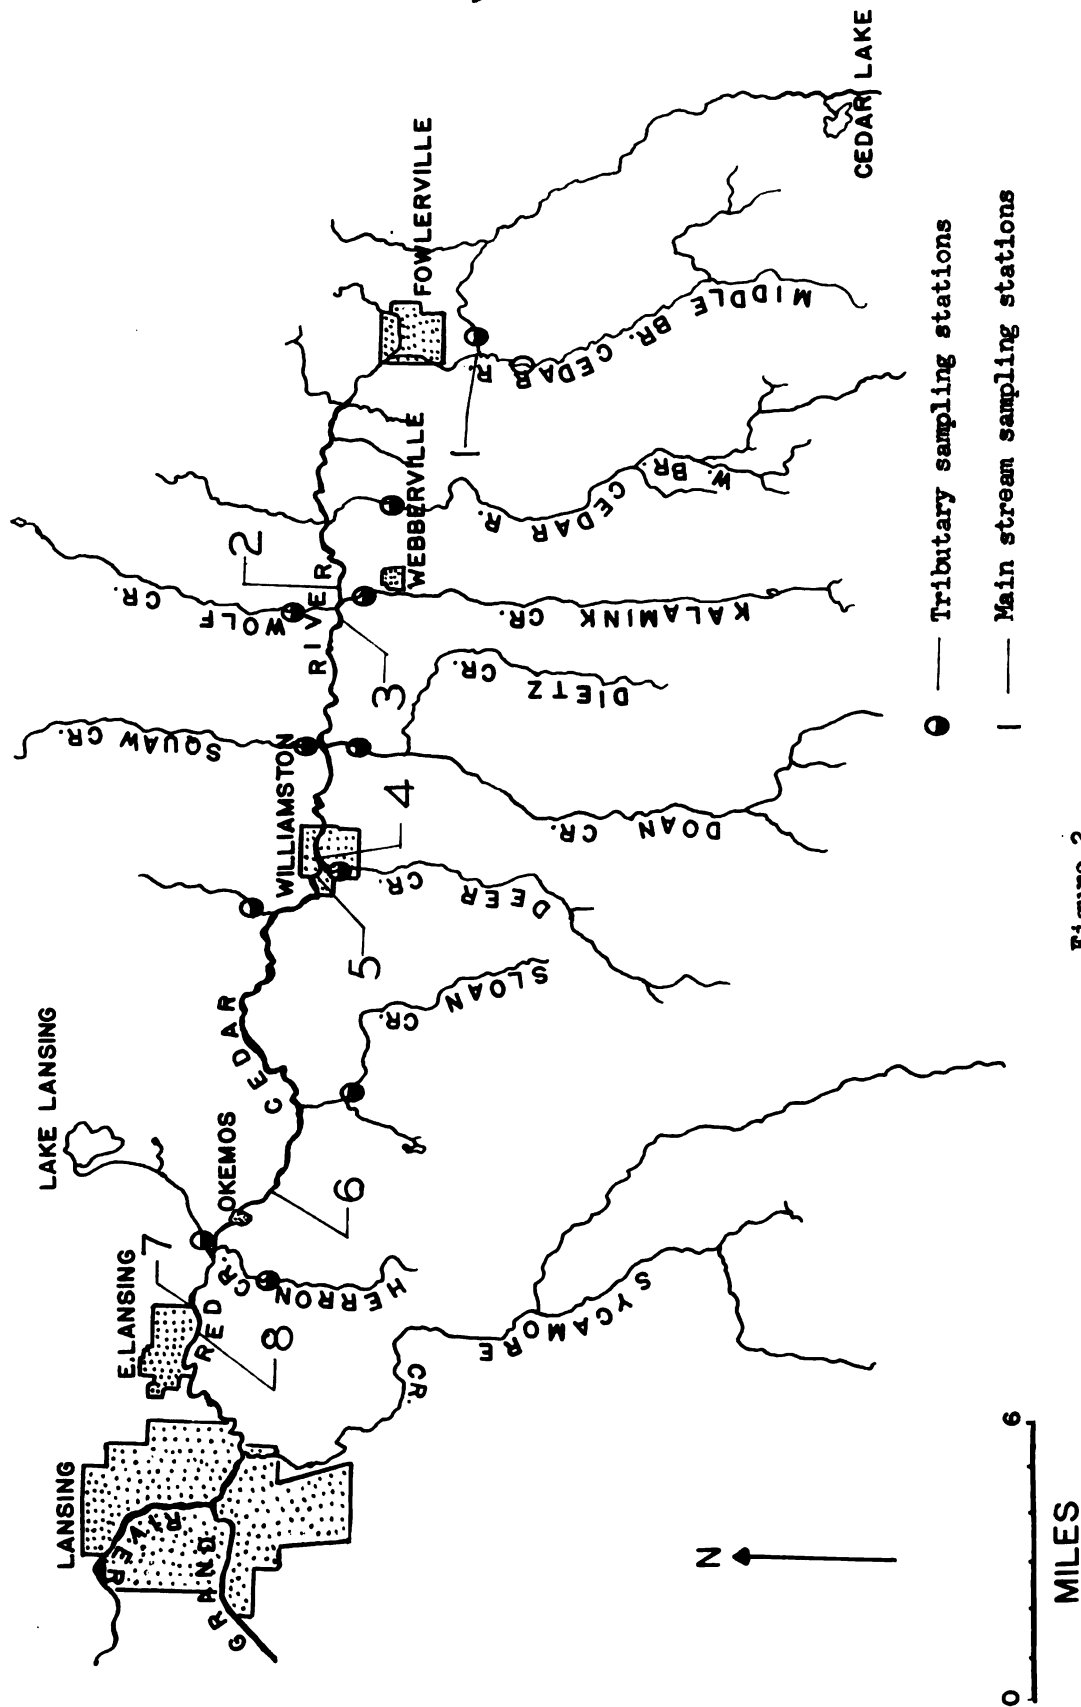 LANSING
E. LANSING
LAKE LANSING
OKEMOS
WILLIAMSTON
WEBBERVILLE
FOWLERVILLE
CEDAR LAKE
GRAND RIVER
RED CEDAR RIVER
SYCAMORE CR.
HERRON CR.
SLOAN CR.
DEER CR.
DOAN CR.
DIETZ CR.
SQUAW CR.
WOLF CR.
KALAMINK CR.
W. BR. CEDAR R.
MIDDLE BR. CEDAR R.
1
2
3
4
5
6
7
8
N
0 6
MILES
Tributary sampling stations
| Main stream sampling stations
Figure 2